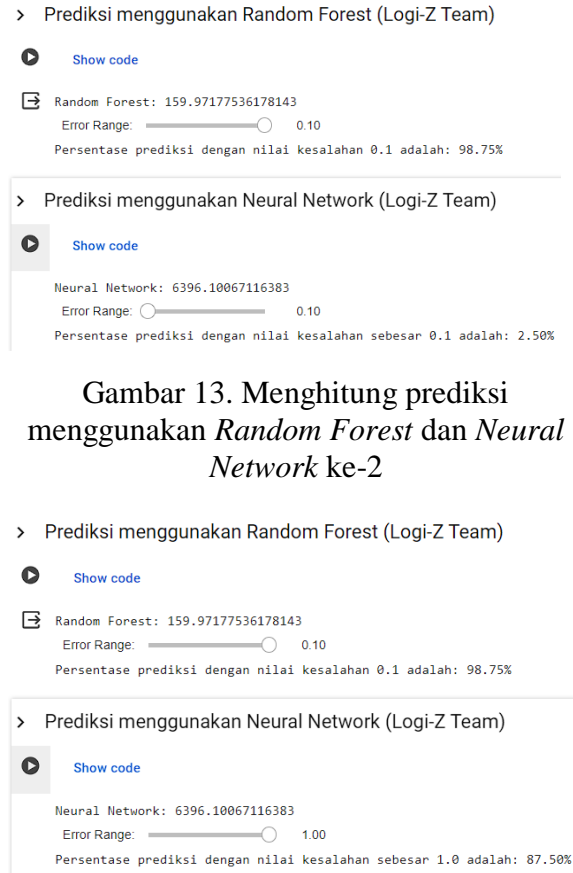 Prediksi menggunakan Random Forest (Logi-Z Team)
Show code
Random Forest: 159.97177536178143
Error Range: 0.10
Persentase prediksi dengan nilai kesalahan 0.1 adalah: 98.75%
Prediksi menggunakan Neural Network (Logi-Z Team)
Show code
Neural Network: 6396.10067116383
Error Range: 0.10
Persentase prediksi dengan nilai kesalahan sebesar 0.1 adalah: 2.50%
Gambar 13. Menghitung prediksi
menggunakan Random Forest dan Neural
Network ke-2
Prediksi menggunakan Random Forest (Logi-Z Team)
Show code
Random Forest: 159.97177536178143
Error Range: 0.10
Persentase prediksi dengan nilai kesalahan 0.1 adalah: 98.75%
Prediksi menggunakan Neural Network (Logi-Z Team)
Show code
Neural Network: 6396.10067116383
Error Range: 1.00
Persentase prediksi dengan nilai kesalahan sebesar 1.0 adalah: 87.50%